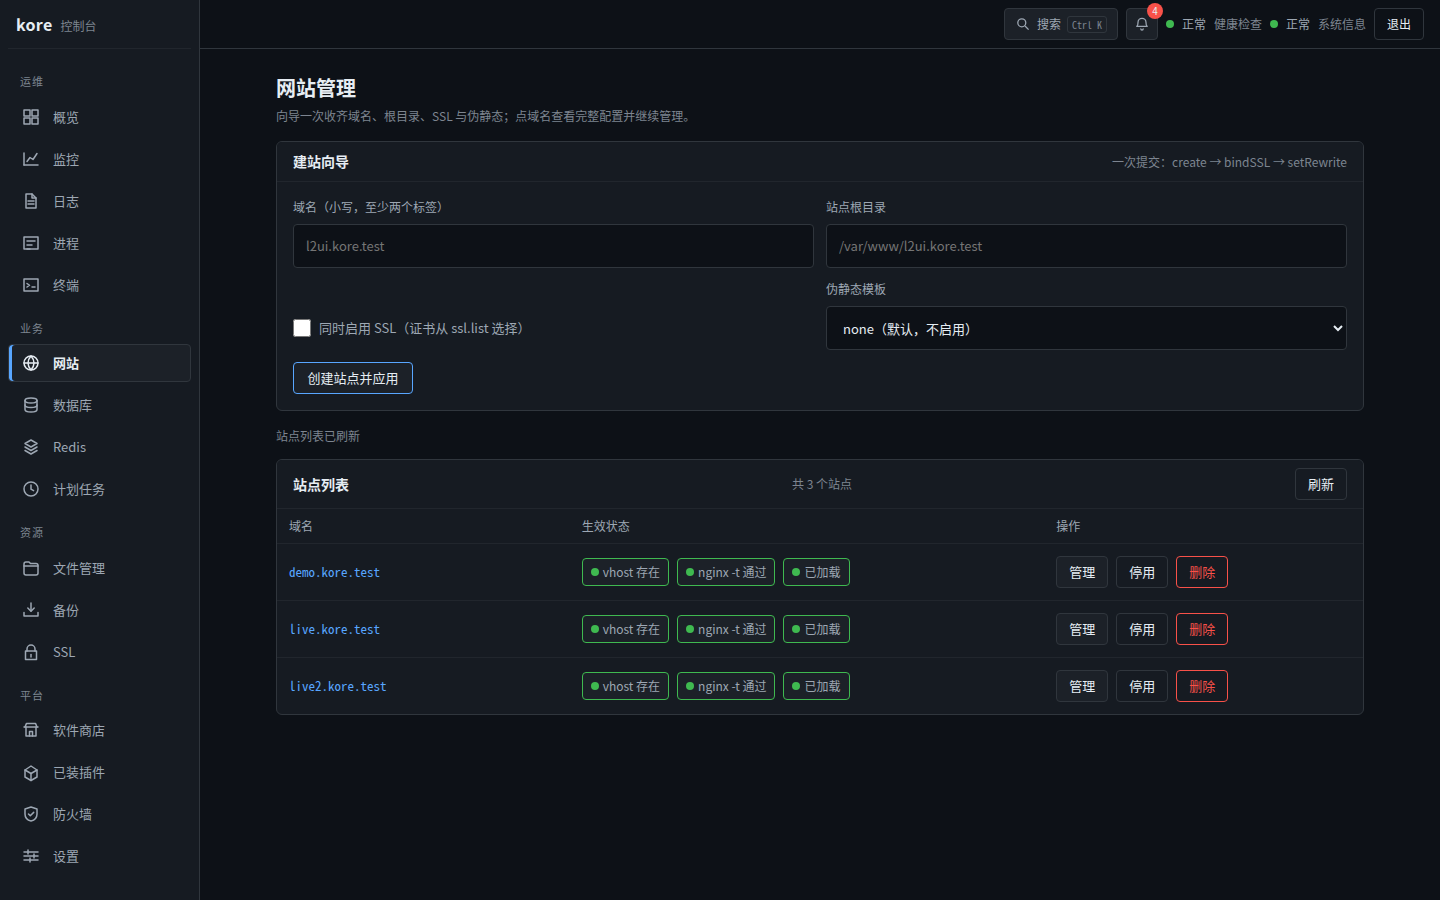 kore 控制台
搜索 Ctrl K
4
正常 健康检查 正常 系统信息 退出
运维
概览
监控
日志
进程
终端
业务
网站
数据库
Redis
计划任务
资源
文件管理
备份
SSL
平台
软件商店
已装插件
防火墙
设置
网站管理
向导一次收齐域名、根目录、SSL 与伪静态；点域名查看完整配置并继续管理。
建站向导 一次提交：create → bindSSL → setRewrite
域名（小写，至少两个标签） 站点根目录
l2ui.kore.test /var/www/l2ui.kore.test
伪静态模板
同时启用 SSL（证书从 ssl.list 选择） none（默认，不启用）
创建站点并应用
站点列表已刷新
站点列表 共 3 个站点 刷新
域名 生效状态 操作
demo.kore.test vhost 存在 nginx -t 通过 已加载 管理 停用 删除
live.kore.test vhost 存在 nginx -t 通过 已加载 管理 停用 删除
live2.kore.test vhost 存在 nginx -t 通过 已加载 管理 停用 删除